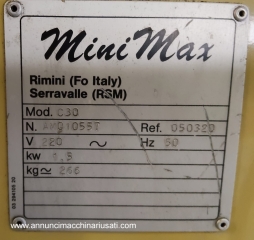 MiniMax
Rimini (Fo Italy)
Serravalle (RSM)
Mod. C30
N. Ref. 050320
V 220 ~ Hz 50
kw 1,5
kg≃ 266
www.annuncimacchinariusati.com